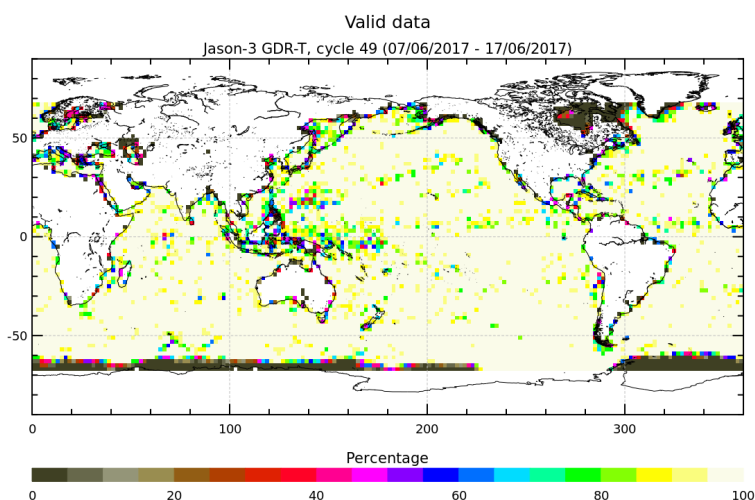 Valid data
Jason-3 GDR-T, cycle 49 (07/06/2017 - 17/06/2017)
50
0
-50
0 100 200 300
Percentage
0 20 40 60 80 100